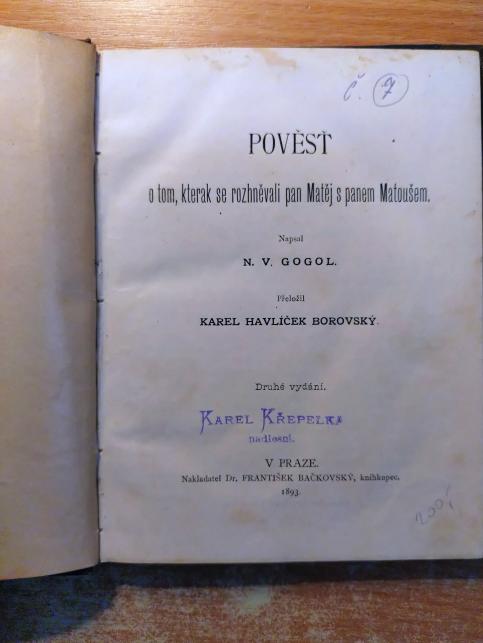 č. 7
POVĚSŤ
o tom, kterak se rozhněvali pan Matěj s panem Matoušem.
Napsal
N. V. GOGOL.
Přeložil
KAREL HAVLÍČEK BOROVSKÝ.
Druhé vydání.
KAREL KŘEPELKA
nadlesní.
V PRAZE.
Nakladatel Dr. FRANTIŠEK BAČKOVSKÝ, knihkupec.
1893.